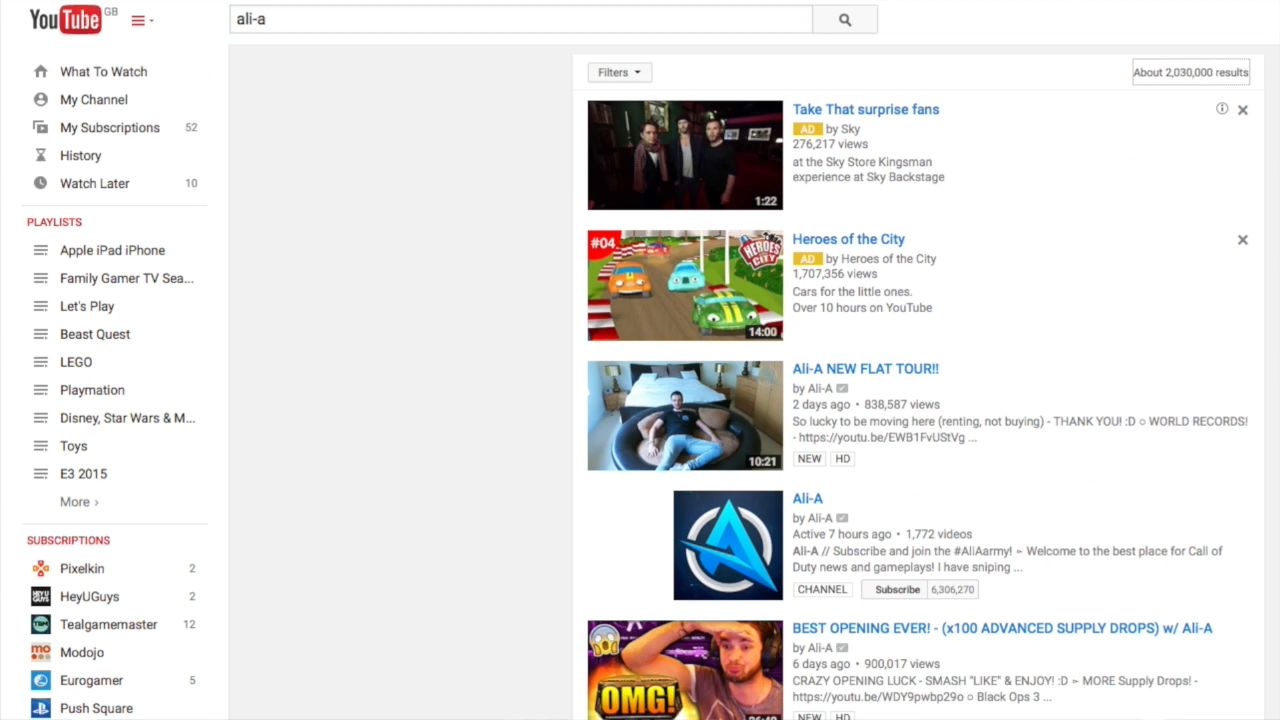 YouTube GB
ali-a
What To Watch
My Channel
My Subscriptions 52
History
Watch Later 10
PLAYLISTS
Apple iPad iPhone
Family Gamer TV Sea...
Let's Play
Beast Quest
LEGO
Playmation
Disney, Star Wars & M...
Toys
E3 2015
More ›
SUBSCRIPTIONS
Pixelkin 2
HeyUGuys 2
Tealgamemaster 12
Modojo
Eurogamer 5
Push Square
Filters
About 2,030,000 results
1:22
Take That surprise fans
AD by Sky
276,217 views
at the Sky Store Kingsman
experience at Sky Backstage
#04
HEROES
CITY
14:00
Heroes of the City
AD by Heroes of the City
1,707,356 views
Cars for the little ones.
Over 10 hours on YouTube
10:21
Ali-A NEW FLAT TOUR!!
by Ali-A
2 days ago • 838,587 views
So lucky to be moving here (renting, not buying) - THANK YOU! :D ○ WORLD RECORDS!
- https://youtu.be/EWB1FvUStVg ...
NEW HD
Ali-A
by Ali-A
Active 7 hours ago • 1,772 videos
Ali-A // Subscribe and join the #AliAarmy! ► Welcome to the best place for Call of
Duty news and gameplays! I have sniping ...
CHANNEL Subscribe 6,306,270
OMG!
BEST OPENING EVER! - (x100 ADVANCED SUPPLY DROPS) w/ Ali-A
by Ali-A
6 days ago • 900,017 views
CRAZY OPENING LUCK - SMASH "LIKE" & ENJOY! :D ► MORE Supply Drops! -
https://youtu.be/WDY9pwbp29o ○ Black Ops 3 ...
NEW HD